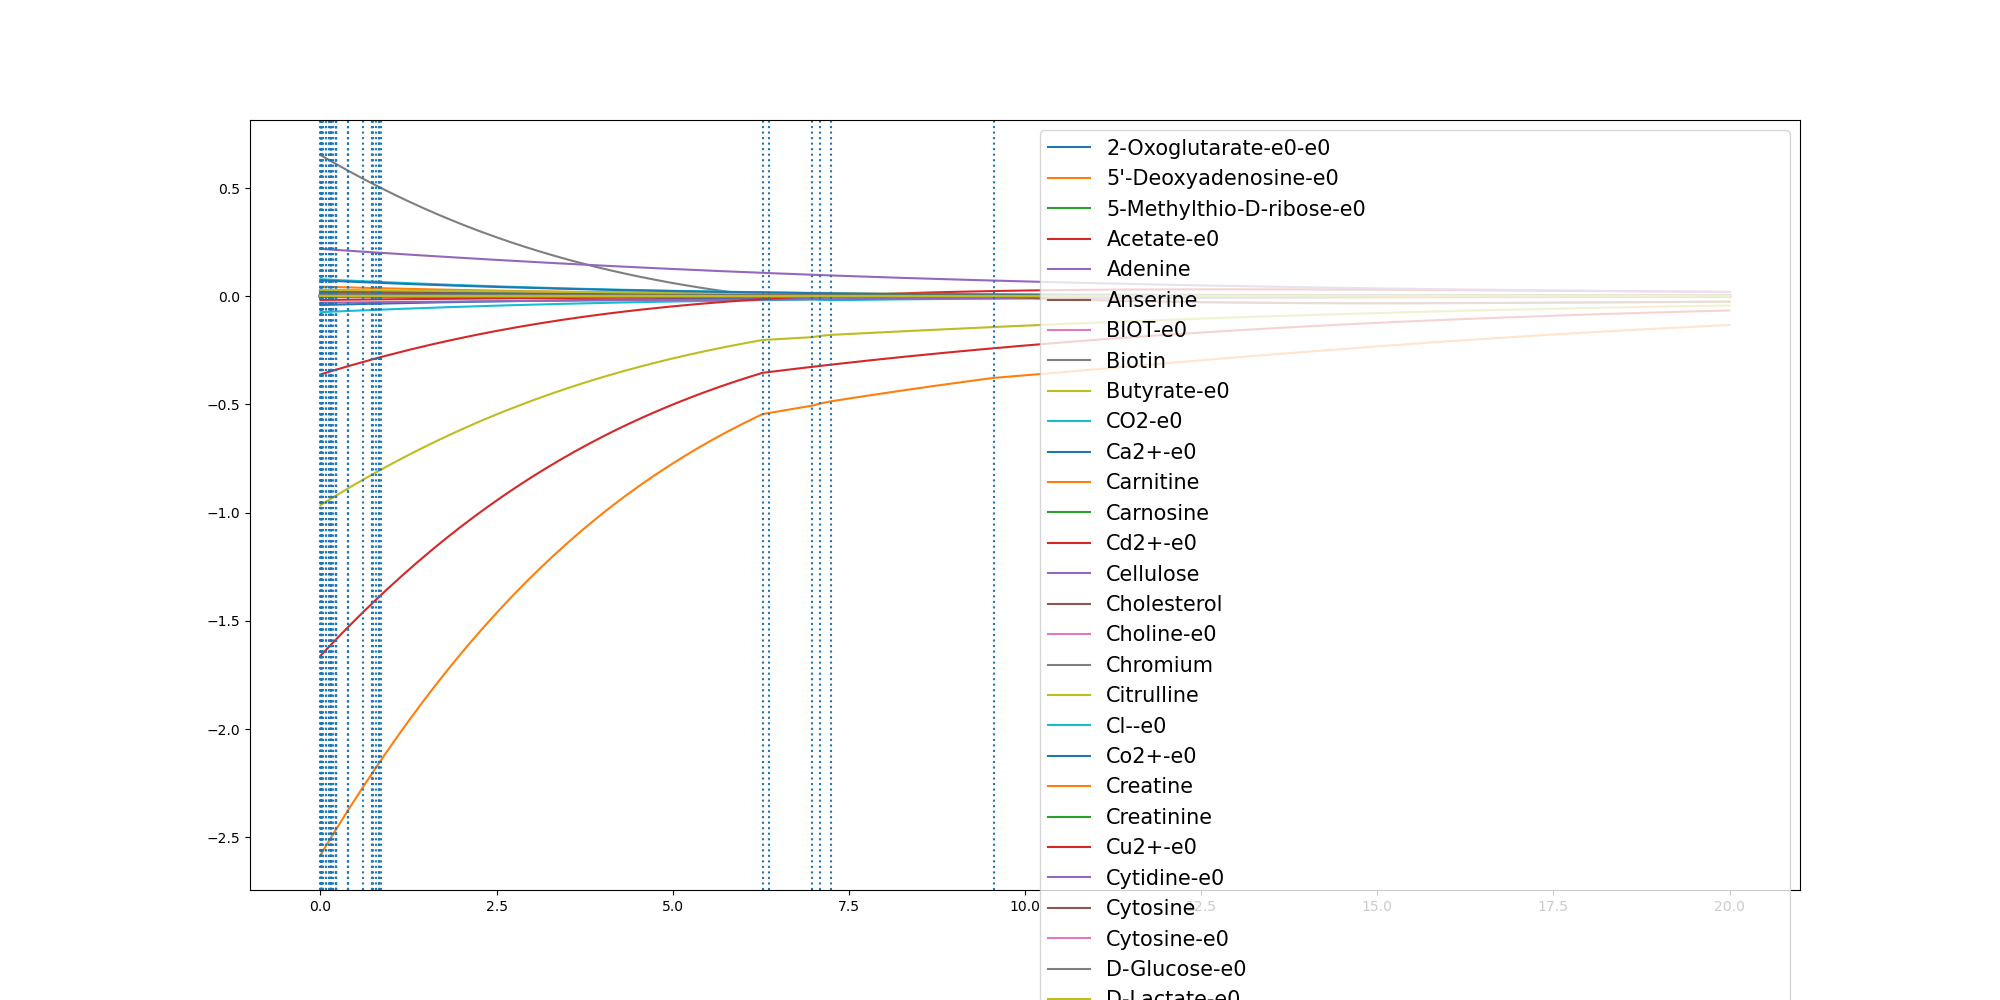 0.5
0.0
−0.5
−1.0
−1.5
−2.0
−2.5
0.0
2.5
5.0
7.5
10.0
12.5
15.0
17.5
20.0
2-Oxoglutarate-e0-e0
5'-Deoxyadenosine-e0
5-Methylthio-D-ribose-e0
Acetate-e0
Adenine
Anserine
BIOT-e0
Biotin
Butyrate-e0
CO2-e0
Ca2+-e0
Carnitine
Carnosine
Cd2+-e0
Cellulose
Cholesterol
Choline-e0
Chromium
Citrulline
Cl--e0
Co2+-e0
Creatine
Creatinine
Cu2+-e0
Cytidine-e0
Cytosine
Cytosine-e0
D-Glucose-e0
D-Lactate-e0